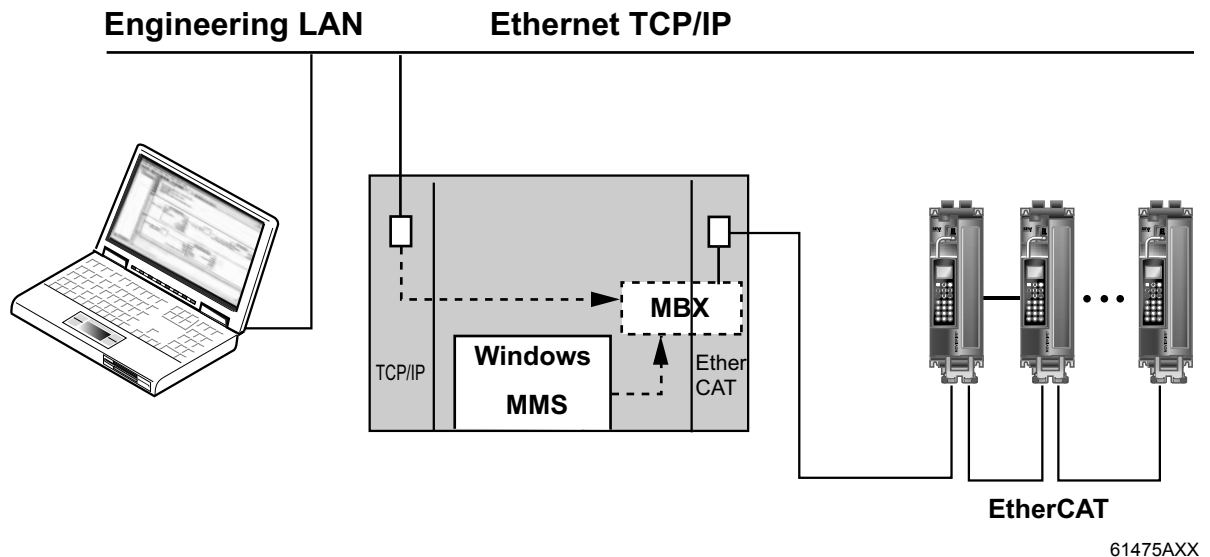 Engineering LAN
Ethernet TCP/IP
MBX
Windows
MMS
TCP/IP
Ether
CAT
EtherCAT
61475AXX